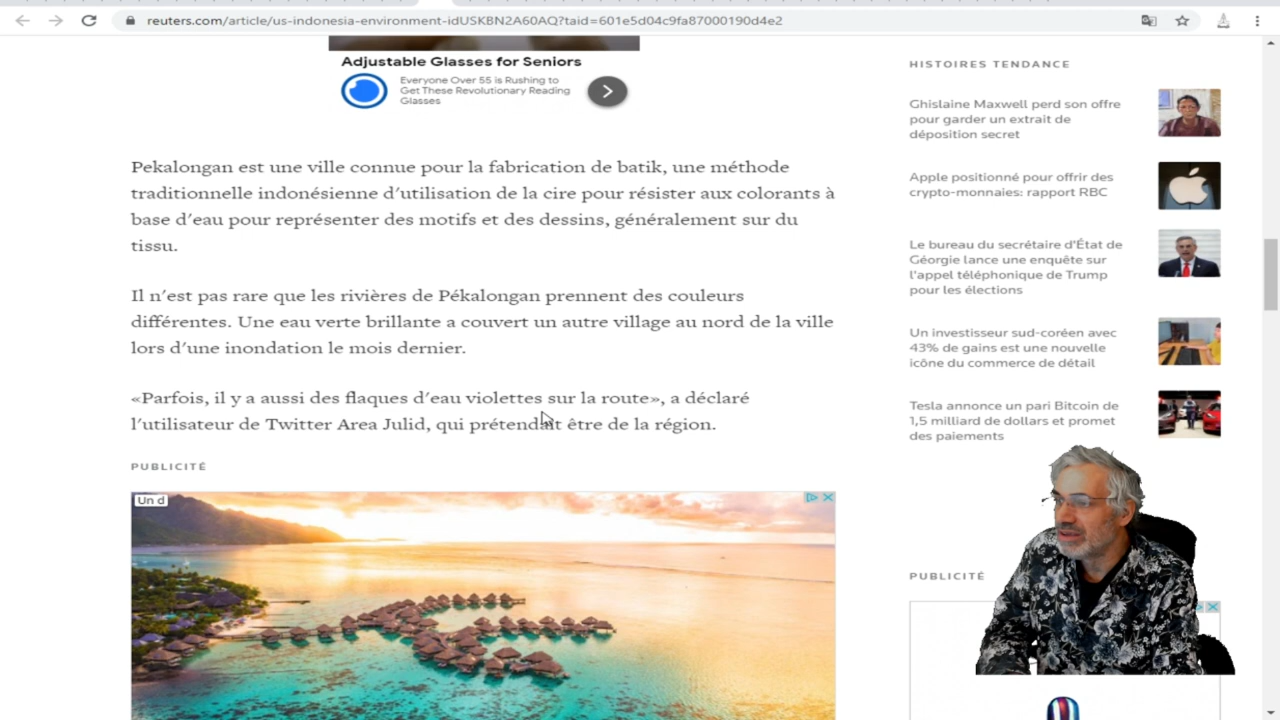 reuters.com/article/us-indonesia-environment-idUSKBN2A60AQ?taid=601e5d04c9fa87000190d4e2
Adjustable Glasses for Seniors
Everyone Over 55 is Rushing to
Get These Revolutionary Reading
Glasses
Pekalongan est une ville connue pour la fabrication de batik, une méthode
traditionnelle indonésienne d'utilisation de la cire pour résister aux colorants à
base d'eau pour représenter des motifs et des dessins, généralement sur du
tissu.
Il n'est pas rare que les rivières de Pékalongan prennent des couleurs
différentes. Une eau verte brillante a couvert un autre village au nord de la ville
lors d'une inondation le mois dernier.
«Parfois, il y a aussi des flaques d'eau violettes sur la route», a déclaré
l'utilisateur de Twitter Area Julid, qui prétendait être de la région.
PUBLICITÉ
Un d
HISTOIRES TENDANCE
Ghislaine Maxwell perd son offre
pour garder un extrait de
déposition secret
Apple positionné pour offrir des
crypto-monnaies: rapport RBC
Le bureau du secrétaire d'État de
Géorgie lance une enquête sur
l'appel téléphonique de Trump
pour les élections
Un investisseur sud-coréen avec
43% de gains est une nouvelle
icône du commerce de détail
Tesla annonce un pari Bitcoin de
1,5 milliard de dollars et promet
des paiements
PUBLICITÉ